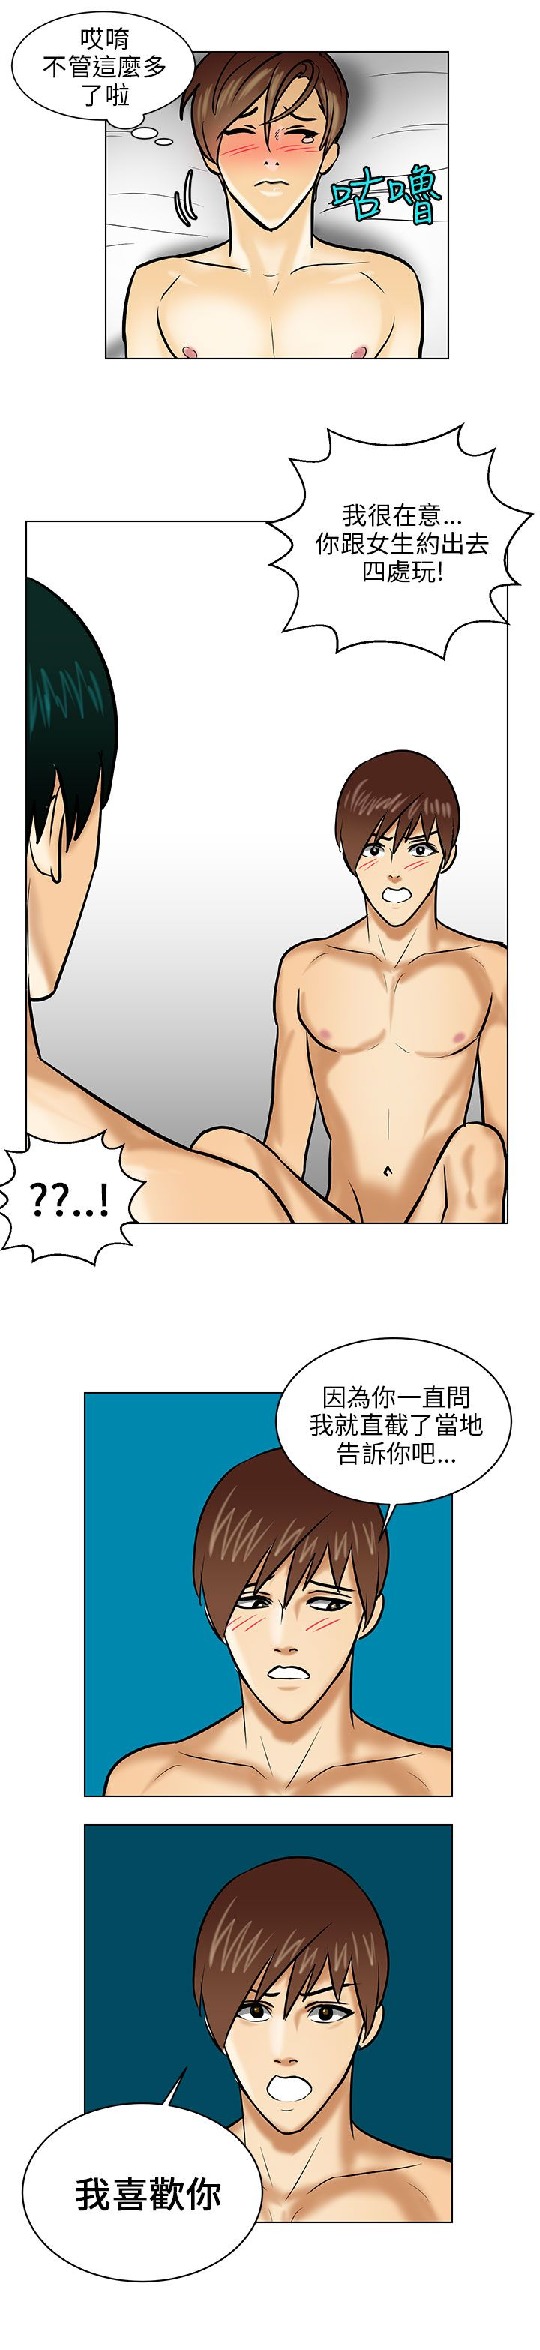 哎唷
不管這麼多
了啦
咕嚕
我很在意...
你跟女生約出去
四處玩!
??..!
因為你一直問
我就直截了當地
告訴你吧...
我喜歡你